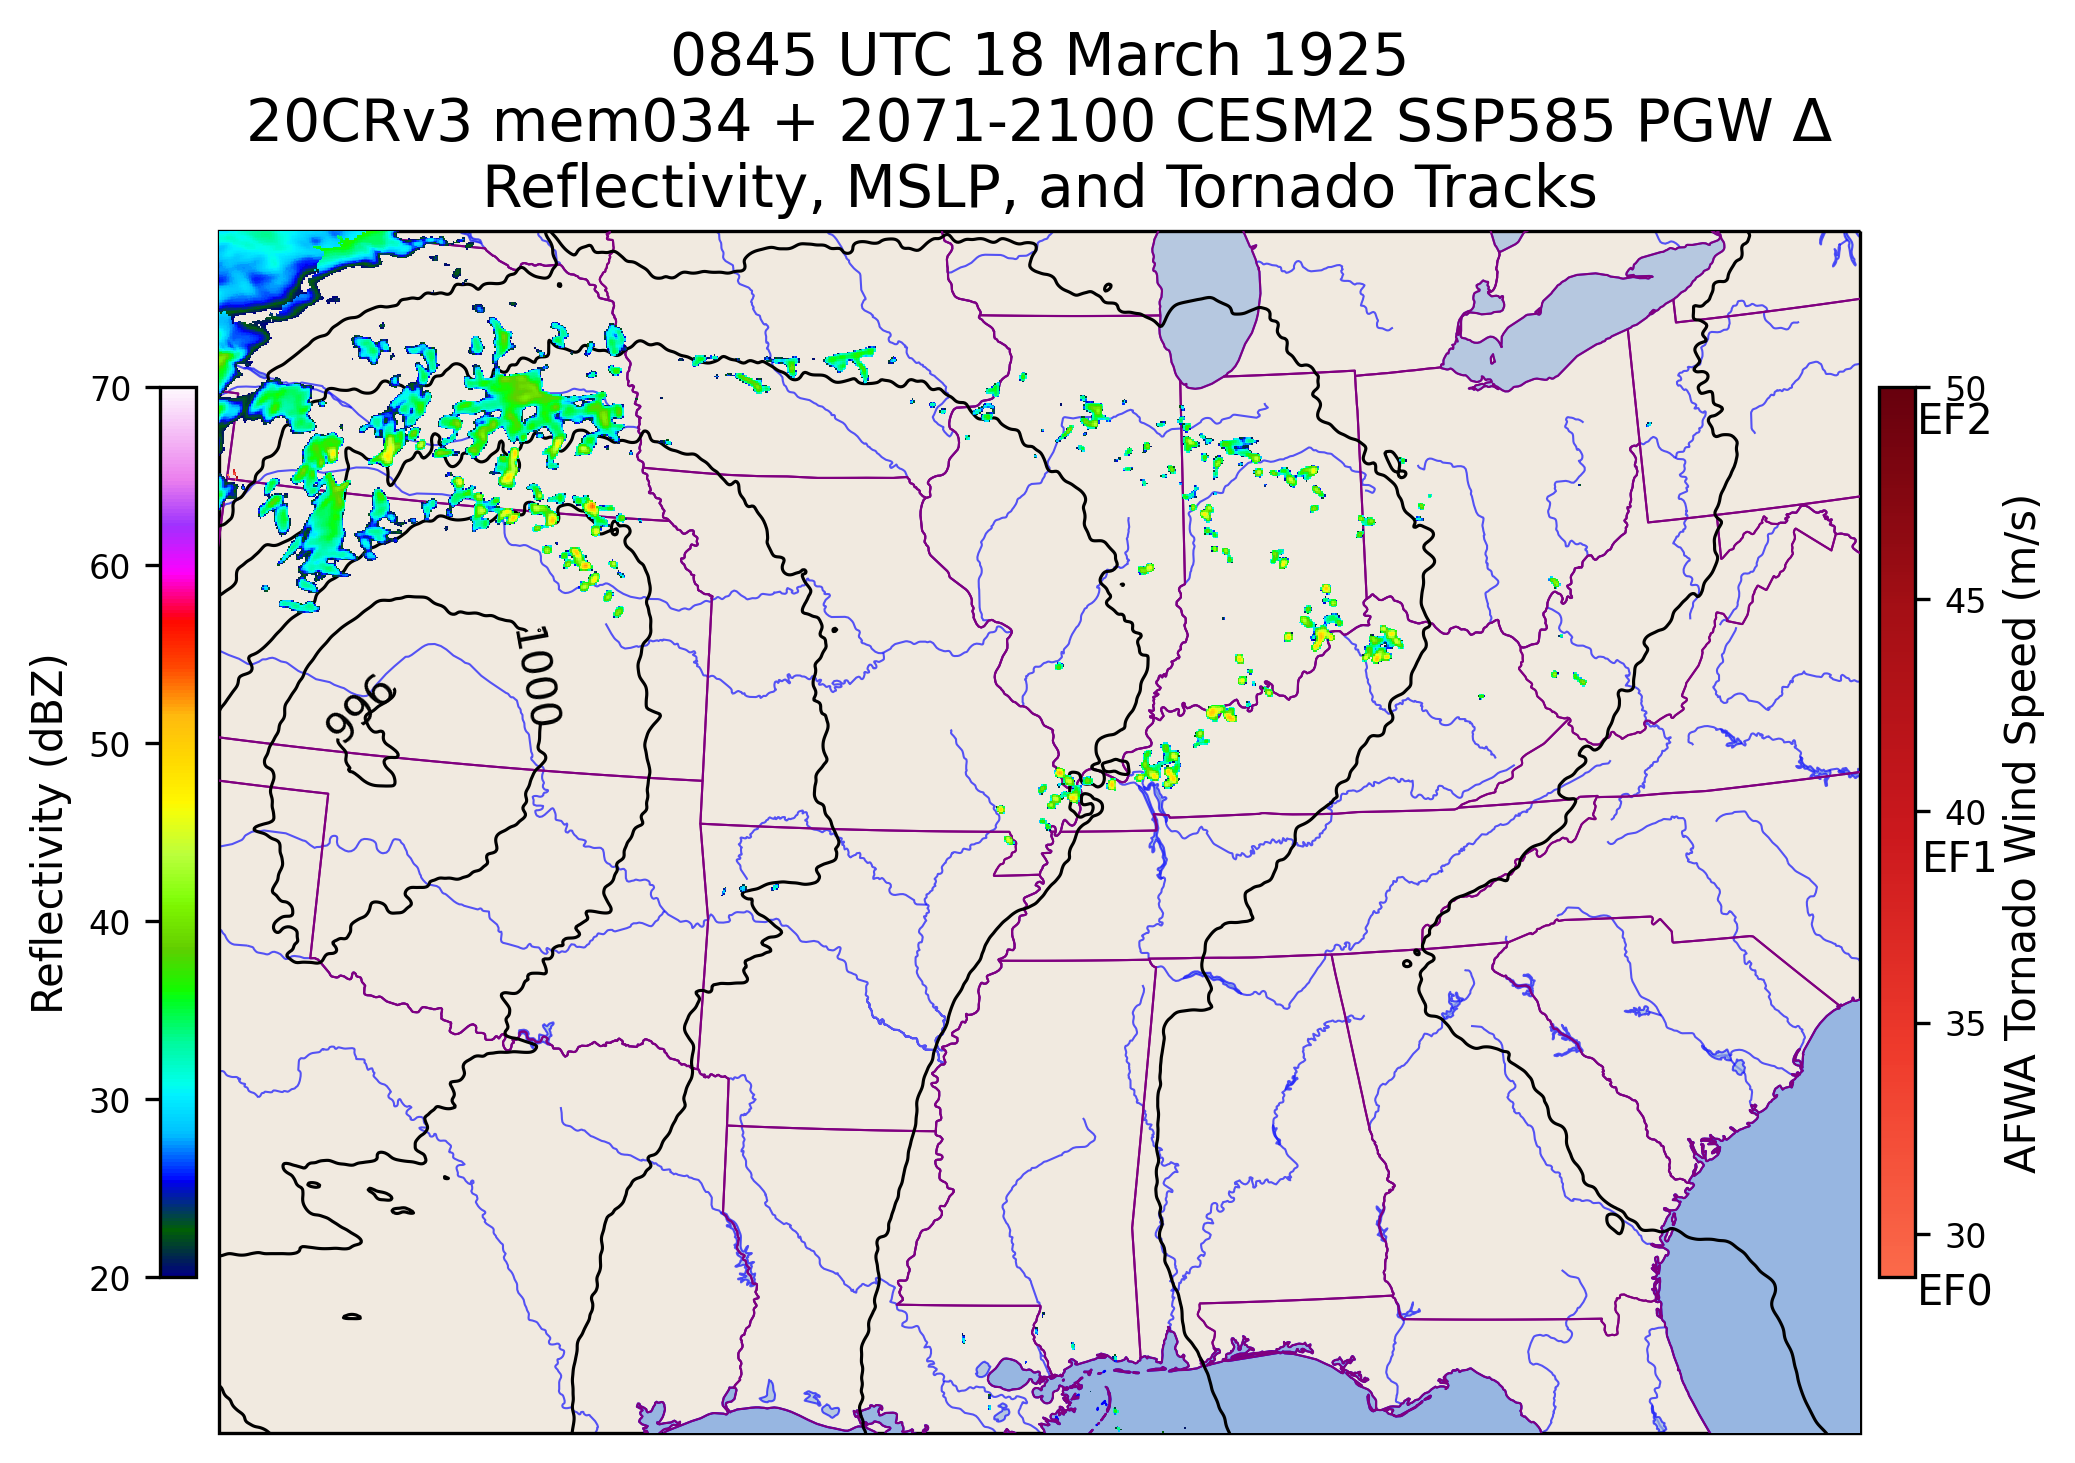 0845 UTC 18 March 1925
20CRv3 mem034 + 2071-2100 CESM2 SSP585 PGW Δ
Reflectivity, MSLP, and Tornado Tracks
Reflectivity (dBZ)
70
60
50
40
30
20
1000
996
50
EF2
45
40
EF1
35
30
EF0
AFWA Tornado Wind Speed (m/s)